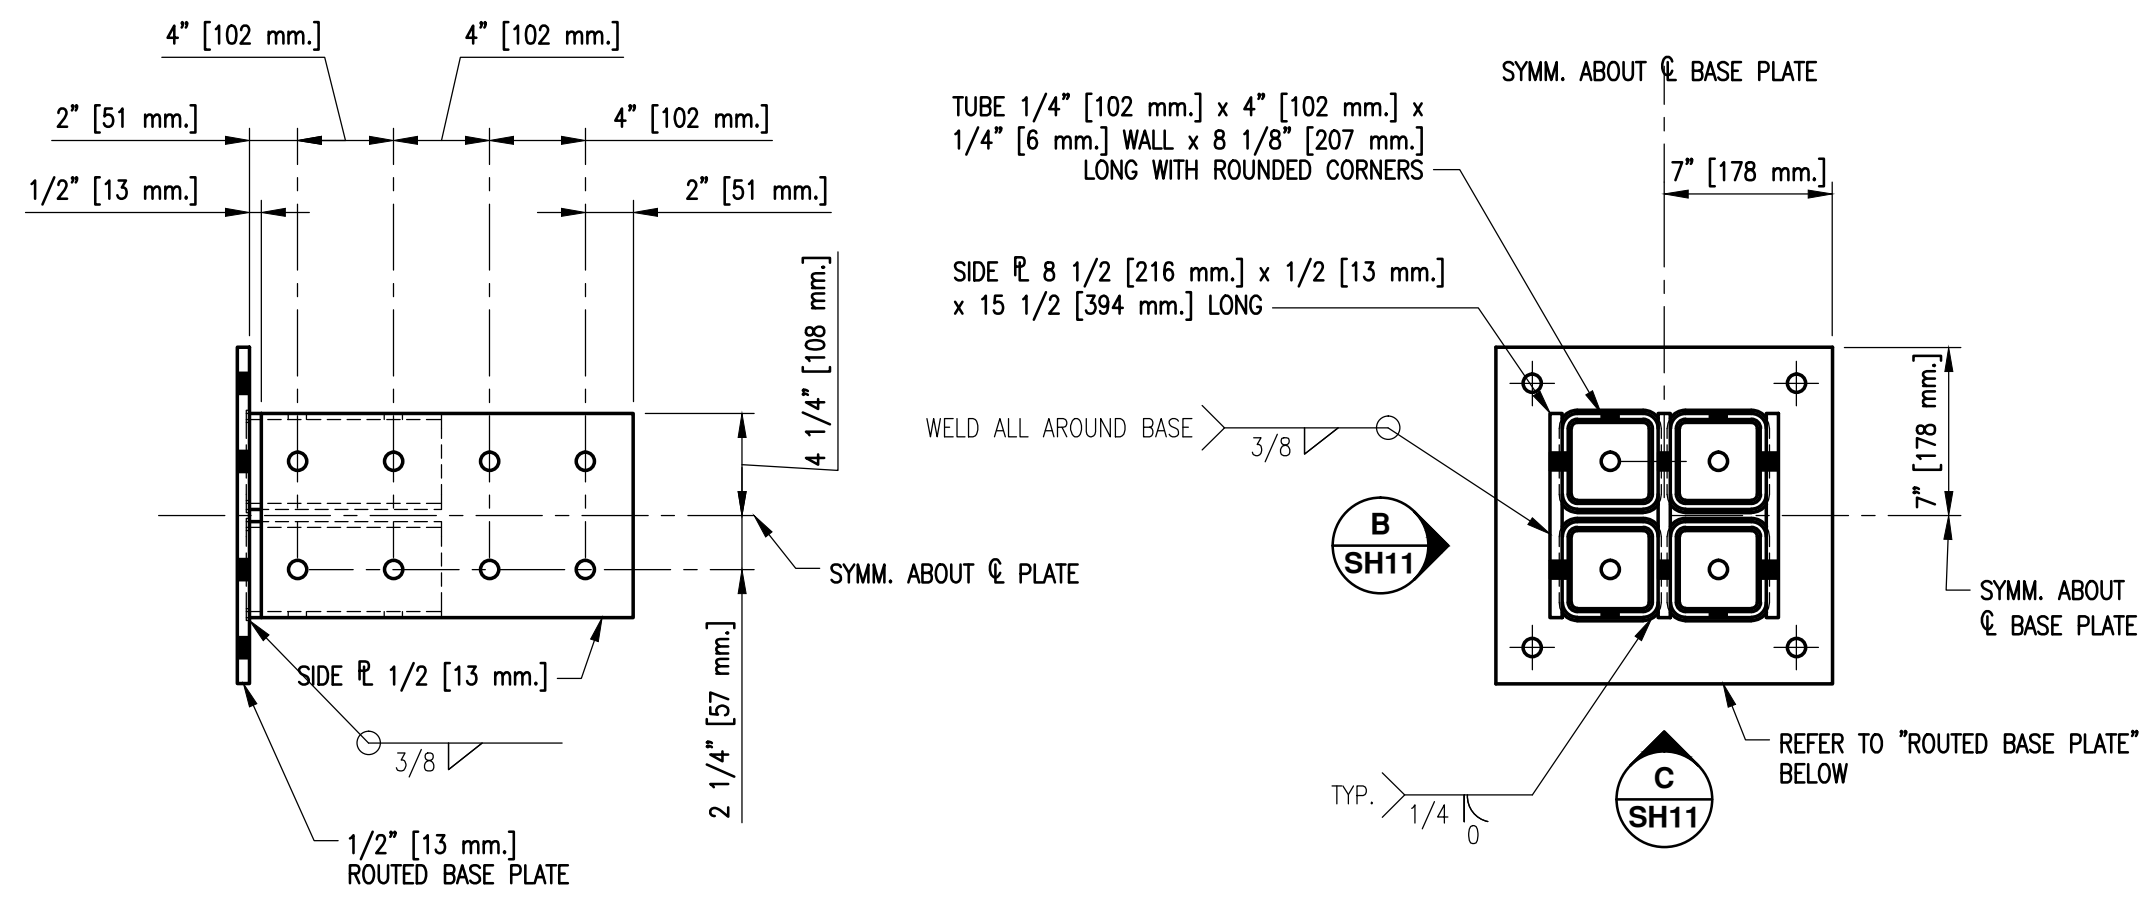 4” [102 mm.]
4” [102 mm.]
2” [51 mm.]
4” [102 mm.]
1/2” [13 mm.]
2” [51 mm.]
4 1/4” [108 mm.]
SYMM. ABOUT ℄ PLATE
SIDE ⅊ 1/2 [13 mm.]
2 1/4” [57 mm.]
3/8
1/2” [13 mm.]
ROUTED BASE PLATE
SYMM. ABOUT ℄ BASE PLATE
TUBE 1/4” [102 mm.] x 4” [102 mm.] x
1/4” [6 mm.] WALL x 8 1/8” [207 mm.]
LONG WITH ROUNDED CORNERS
7” [178 mm.]
SIDE ⅊ 8 1/2 [216 mm.] x 1/2 [13 mm.]
x 15 1/2 [394 mm.] LONG
7” [178 mm.]
WELD ALL AROUND BASE
3/8
B
SH11
SYMM. ABOUT
℄ BASE PLATE
REFER TO ”ROUTED BASE PLATE”
BELOW
TYP.
1/4
0
C
SH11